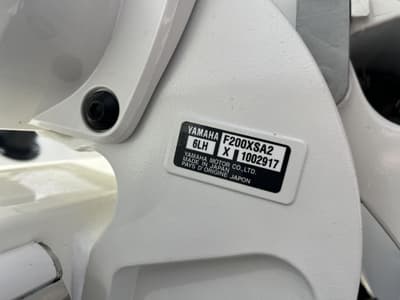 YAMAHA F200XSA2
6LH X 1002917
YAMAHA MOTOR CO., LTD.
MADE IN JAPAN
PAYS D'ORIGINE JAPON